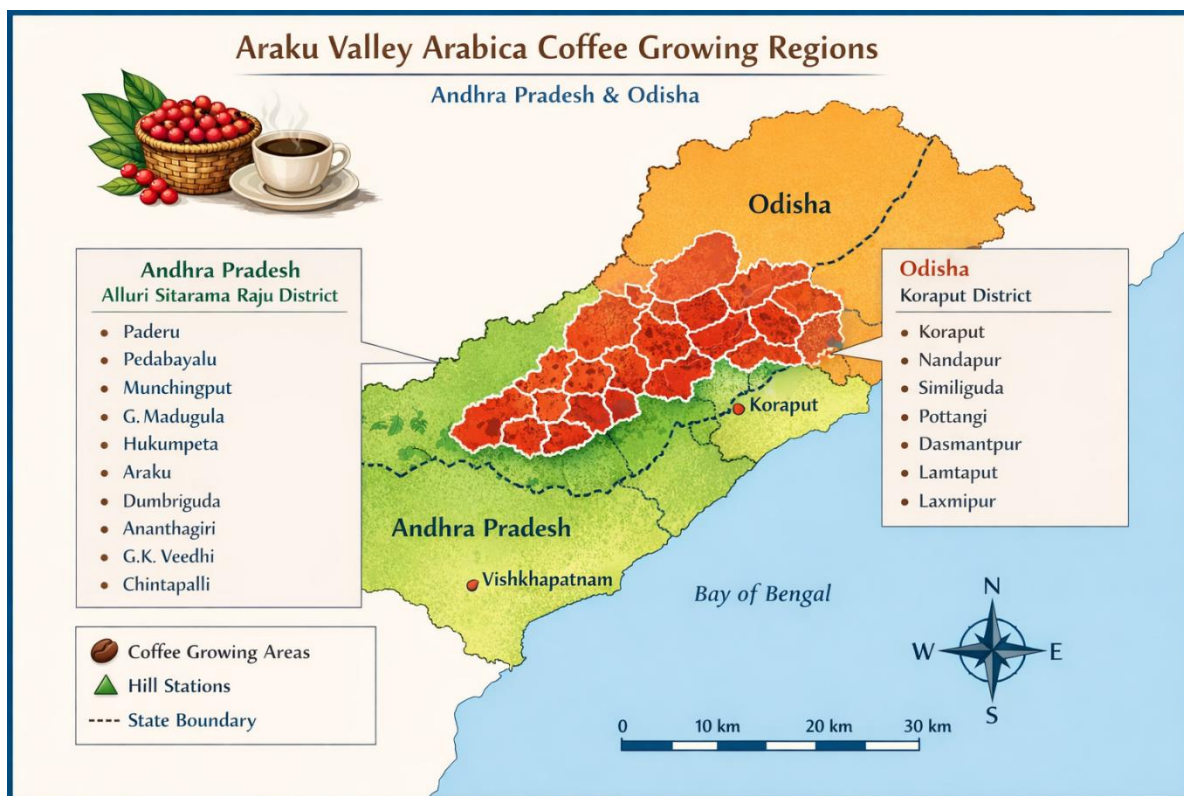 Araku Valley Arabica Coffee Growing Regions
Andhra Pradesh & Odisha
Odisha
Andhra Pradesh
Alluri Sitarama Raju District
Paderu
Pedabayalu
Munchingput
G. Madugula
Hukumpeta
Araku
Dumbriguda
Ananthagiri
G.K. Veedhi
Chintapalli
Odisha
Koraput District
Koraput
Nandapur
Similiguda
Pottangi
Dasmantpur
Lamtaput
Laxmipur
Koraput
Andhra Pradesh
Vishkhapatnam
Bay of Bengal
Coffee Growing Areas
Hill Stations
State Boundary
N
W E
S
0 10 km 20 km 30 km